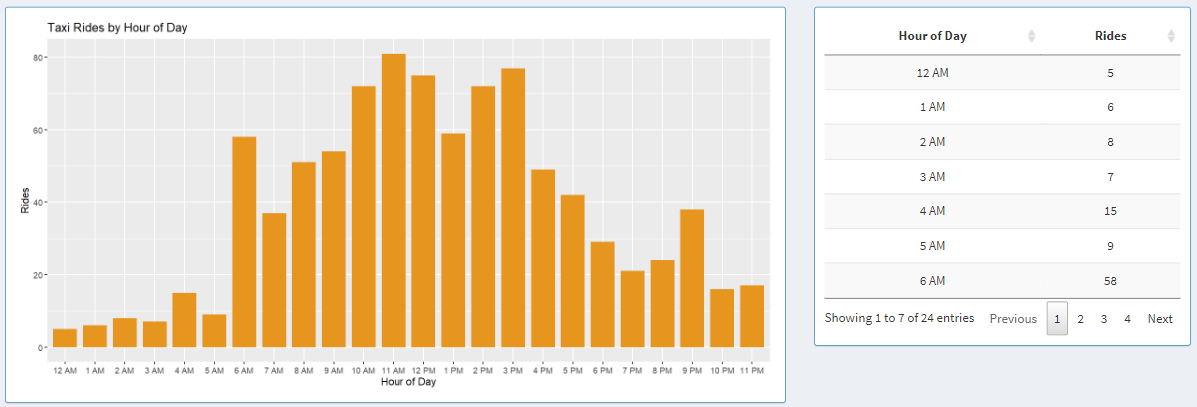 Taxi Rides by Hour of Day
80
60
40
20
0
Rides
12 AM 1 AM 2 AM 3 AM 4 AM 5 AM 6 AM 7 AM 8 AM 9 AM 10 AM 11 AM 12 PM 1 PM 2 PM 3 PM 4 PM 5 PM 6 PM 7 PM 8 PM 9 PM 10 PM 11 PM
Hour of Day
Hour of Day Rides
12 AM 5
1 AM 6
2 AM 8
3 AM 7
4 AM 15
5 AM 9
6 AM 58
Showing 1 to 7 of 24 entries Previous 1 2 3 4 Next